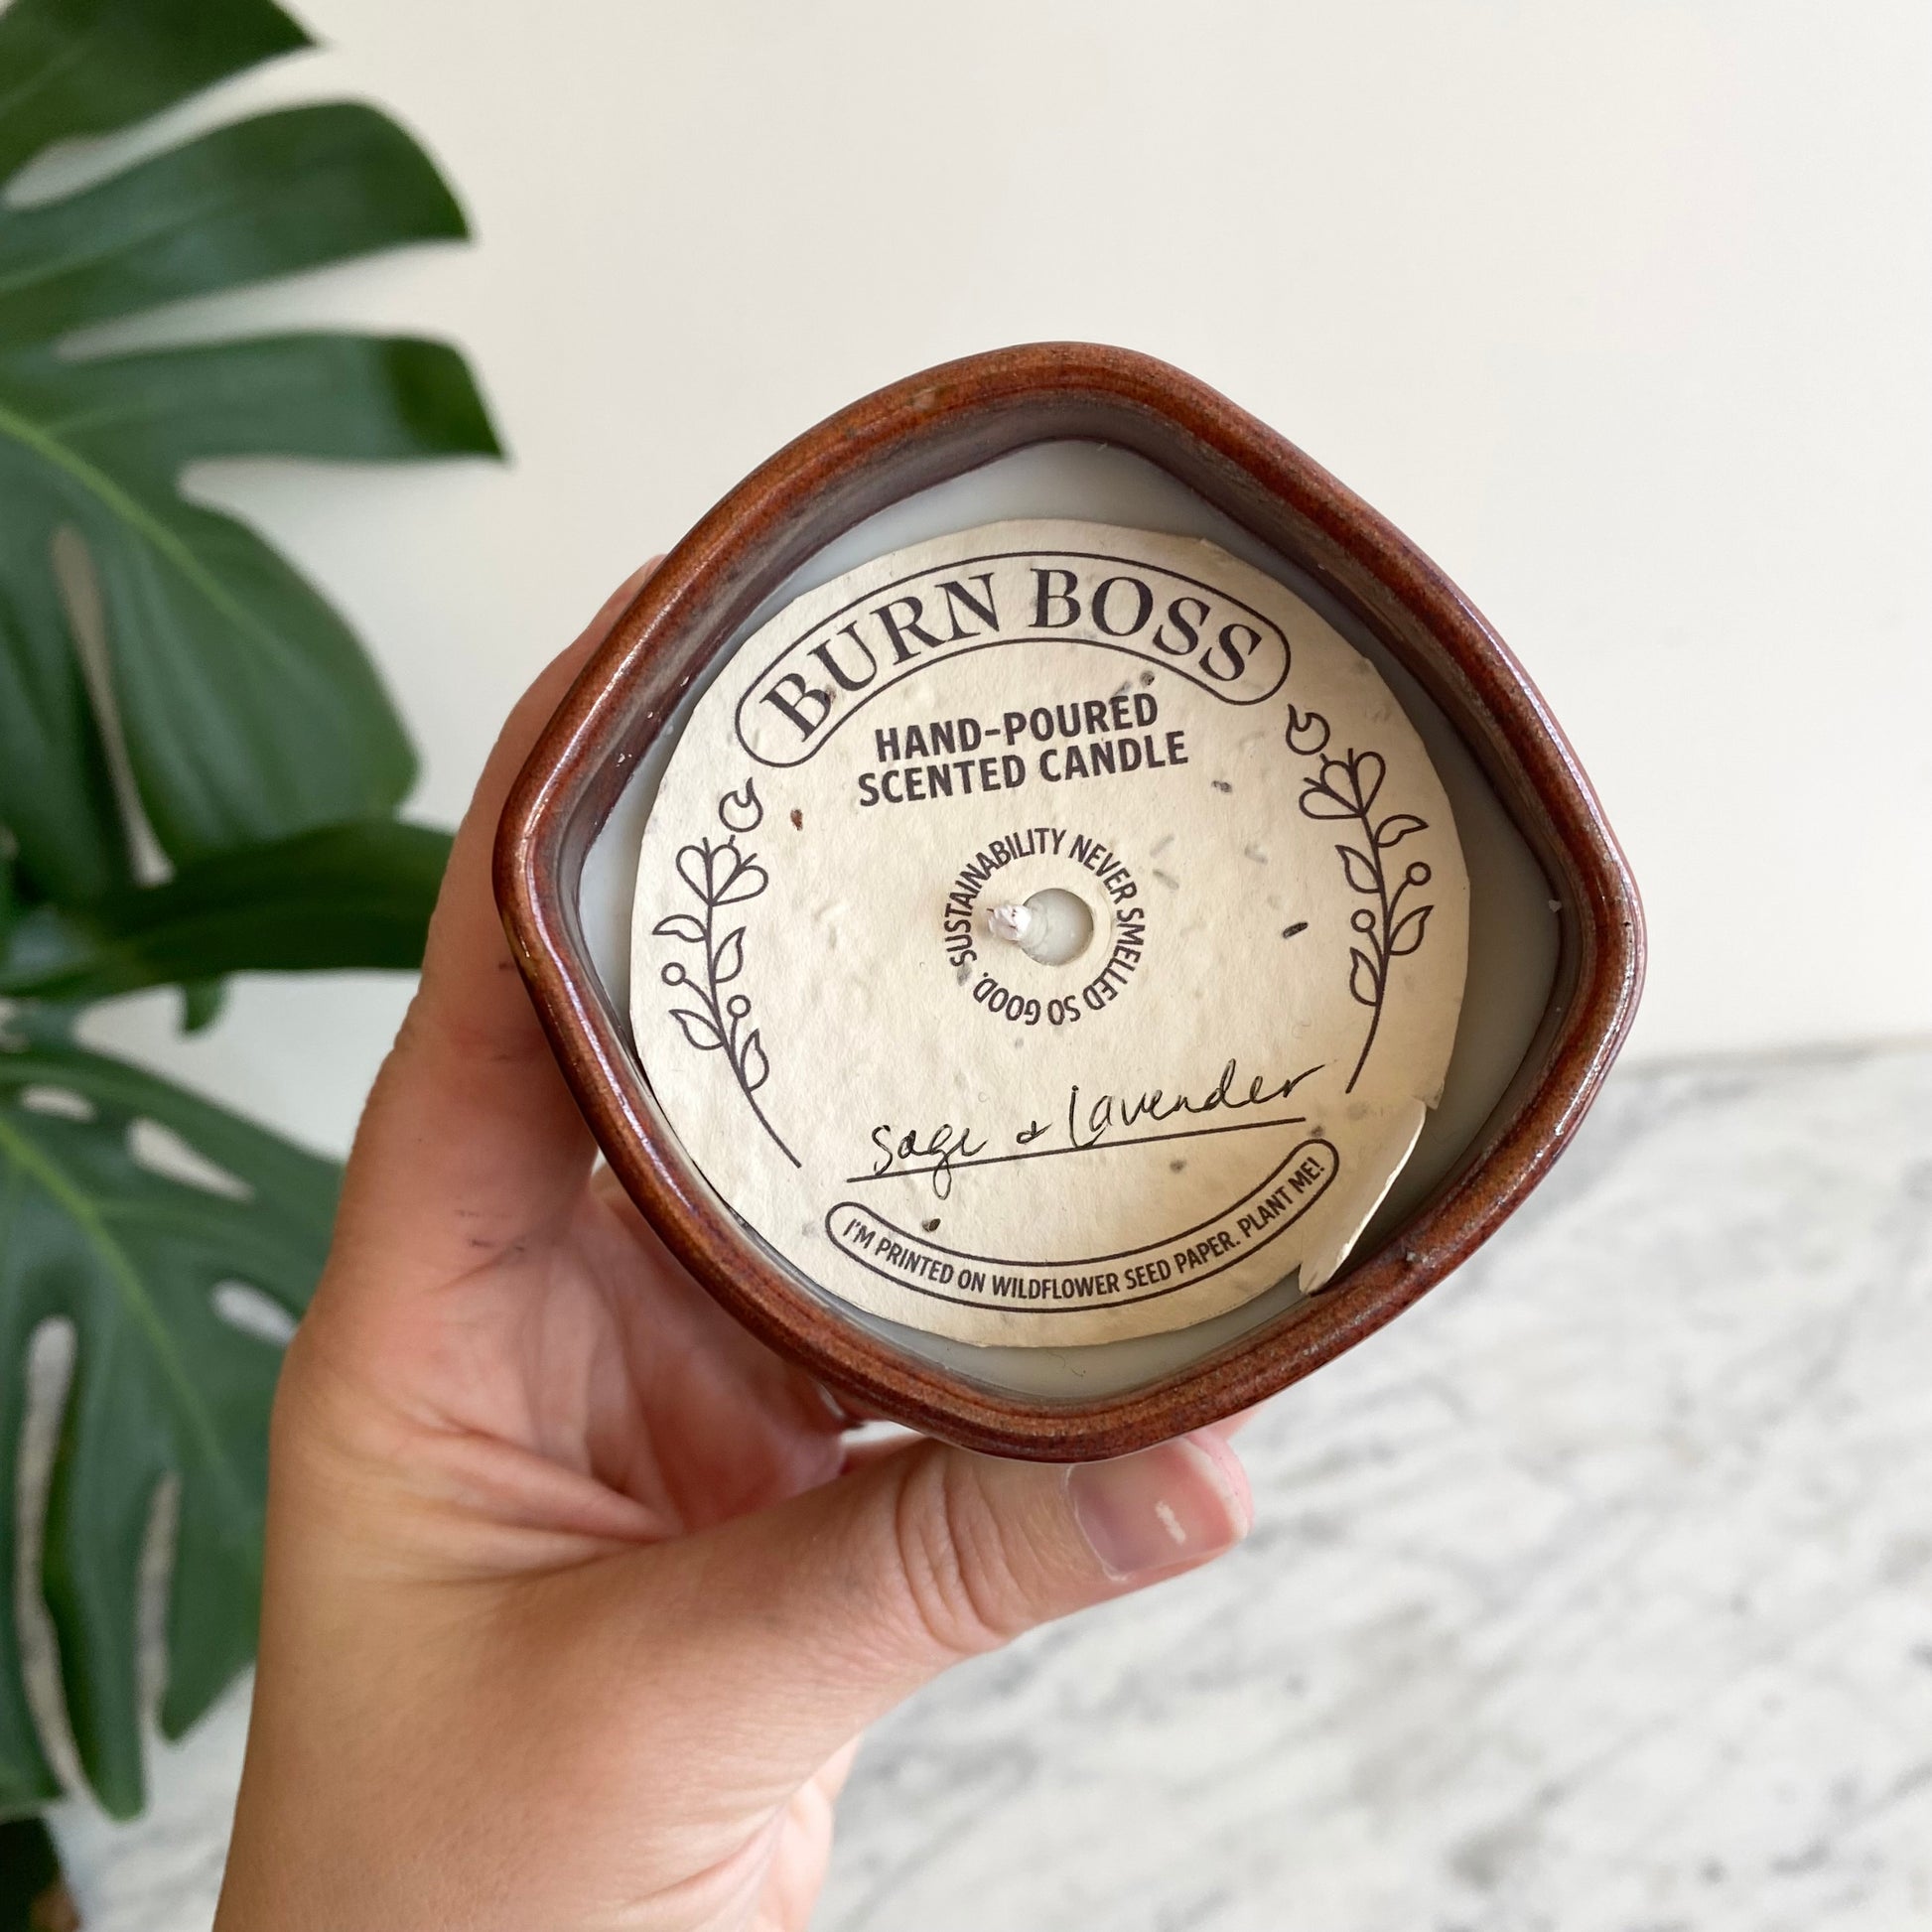 BURN BOSS
HAND-POURED
SCENTED CANDLE
SUSTAINABILITY NEVER SMELLED SO GOOD.
sage & lavender
I'M PRINTED ON WILDFLOWER SEED PAPER. PLANT ME!